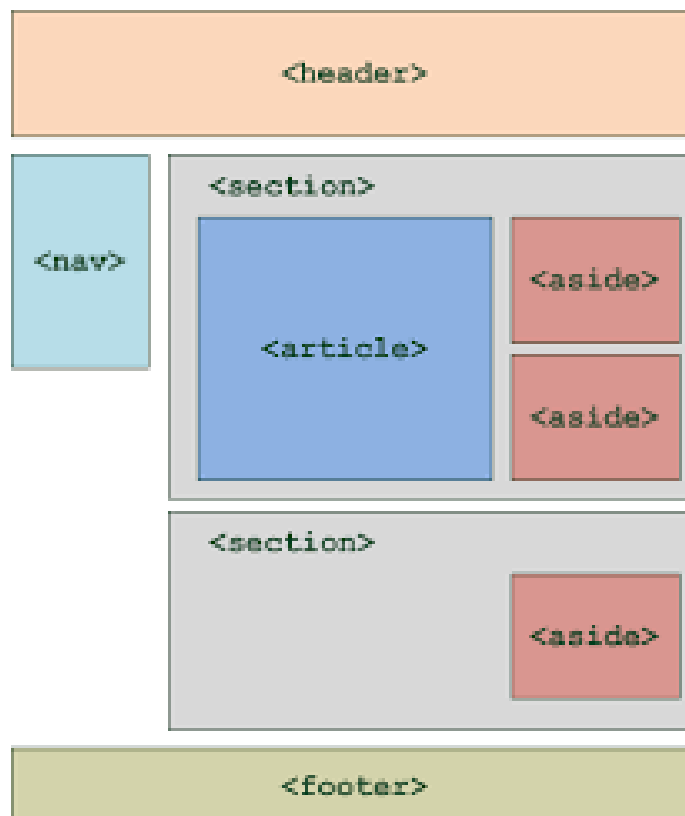 <header>
<section>
<nav>
<article>
<aside>
<aside>
<section>
<aside>
<footer>